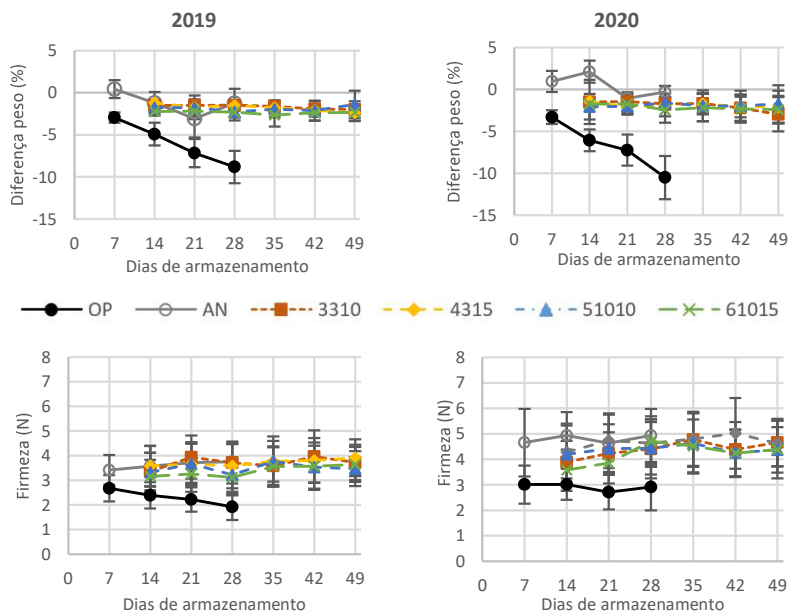 2019
2020
Diferença peso (%)
5
0
-5
-10
-15
0 7 14 21 28 35 42 49
Dias de armazenamento
Diferença peso (%)
5
0
-5
-10
-15
0 7 14 21 28 35 42 49
Dias de armazenamento
OP AN 3310 4315 51010 61015
Firmeza (N)
8
7
6
5
4
3
2
1
0
0 7 14 21 28 35 42 49
Dias de armazenamento
Firmeza (N)
8
7
6
5
4
3
2
1
0
0 7 14 21 28 35 42 49
Dias de armazenamento